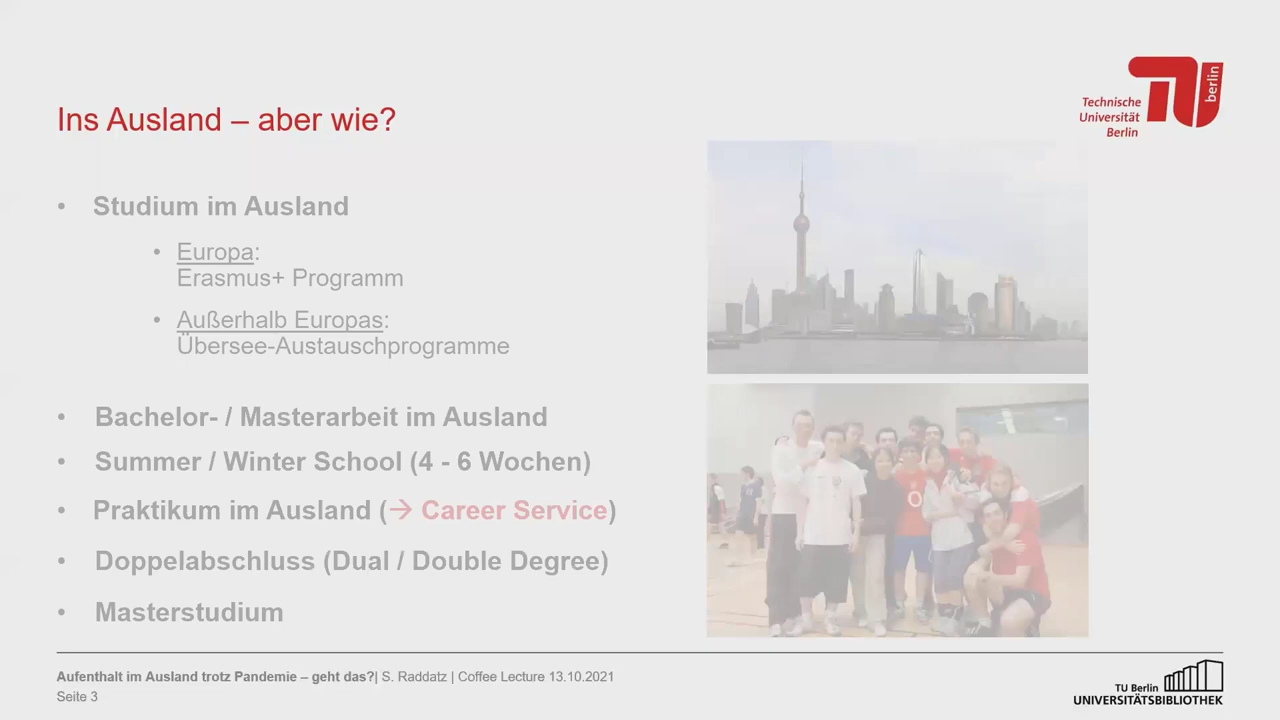 Technische
Universität
Berlin
berlin
Ins Ausland – aber wie?
• Studium im Ausland
• Europa:
Erasmus+ Programm
• Außerhalb Europas:
Übersee-Austauschprogramme
• Bachelor- / Masterarbeit im Ausland
• Summer / Winter School (4 - 6 Wochen)
• Praktikum im Ausland (→ Career Service)
• Doppelabschluss (Dual / Double Degree)
• Masterstudium
Aufenthalt im Ausland trotz Pandemie – geht das?| S. Raddatz | Coffee Lecture 13.10.2021
Seite 3
TU Berlin
UNIVERSITÄTSBIBLIOTHEK